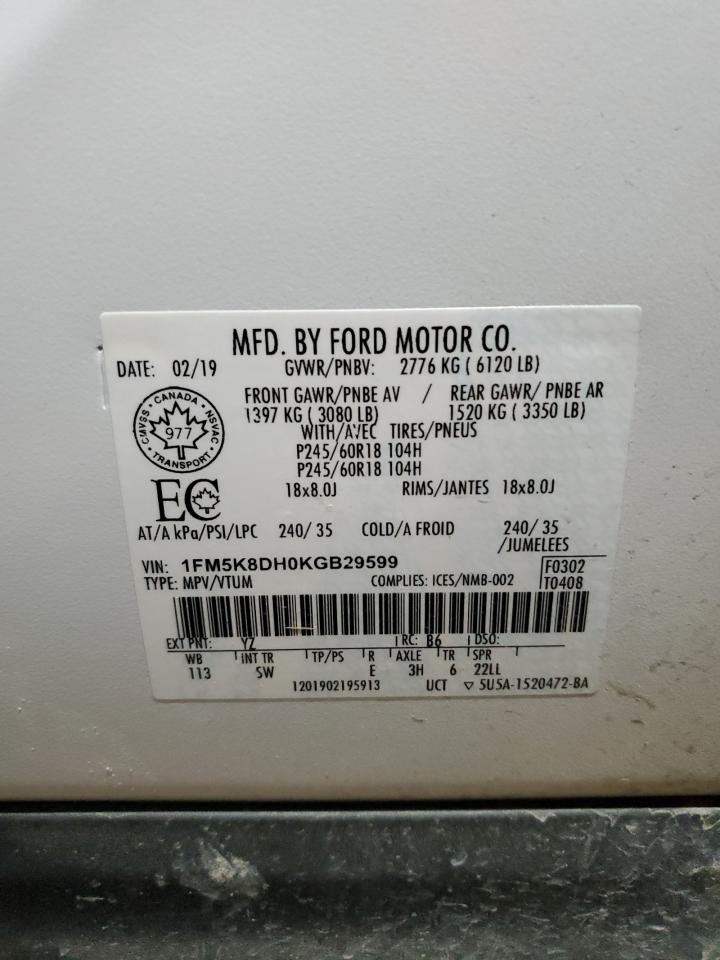 MFD. BY FORD MOTOR CO.
DATE: 02/19 GVWR/PNBV: 2776 KG ( 6120 LB)
FRONT GAWR/PNBE AV / REAR GAWR/ PNBE AR
1397 KG ( 3080 LB) 1520 KG ( 3350 LB)
WITH/AVEC TIRES/PNEUS
P245/60R18 104H
P245/60R18 104H
18x8.0J RIMS/JANTES 18x8.0J
CANADA
CMVSS 977 NSVAC
TRANSPORT
EC
AT/A kPa/PSI/LPC 240/ 35 COLD/A FROID 240/ 35
/JUMELEES
VIN: 1FM5K8DH0KGB29599 F0302
TYPE: MPV/VTUM COMPLIES: ICES/NMB-002 T0408
EXT PNT: YZ RC: B6 DSO:
WB INT TR TP/PS R AXLE TR SPR
113 SW E 3H 6 22LL
1201902195913 UCT ▽ 5U5A-1520472-BA